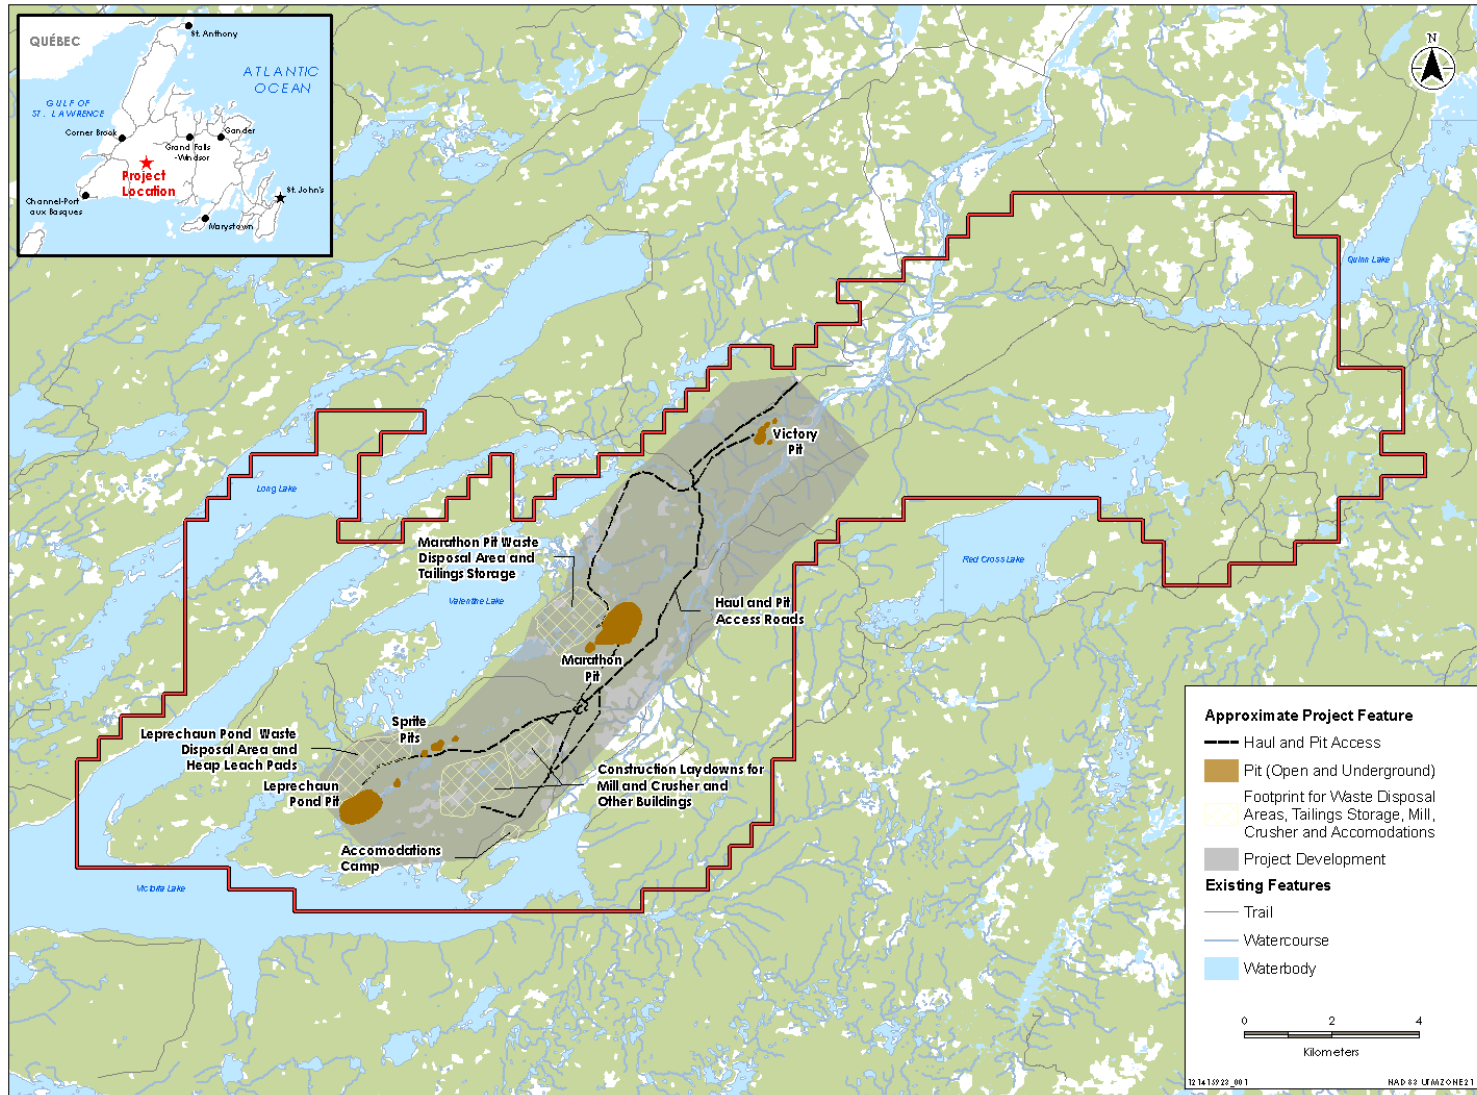 QUÉBEC
St. Anthony
ATLANTIC
OCEAN
GULF OF
ST. LAWRENCE
Corner Brook
Gander
Grand Falls
-Windsor
Project
Location
St. John's
Channel-Port
aux Basques
Marystown
N
Quinn Lake
Victory
Pit
Long Lake
Marathon Pit Waste
Disposal Area and
Tailings Storage
Red Cross Lake
Valentine Lake
Haul and Pit
Access Roads
Marathon
Pit
Sprite
Pits
Leprechaun Pond Waste
Disposal Area and
Heap Leach Pads
Leprechaun
Pond Pit
Construction Laydowns for
Mill and Crusher and
Other Buildings
Accomodations
Camp
Victoria Lake
Approximate Project Feature
Haul and Pit Access
Pit (Open and Underground)
Footprint for Waste Disposal
Areas, Tailings Storage, Mill,
Crusher and Accomodations
Project Development
Existing Features
Trail
Watercourse
Waterbody
0 2 4
Kilometers
121415923_001
NAD 83 UTM ZONE 21